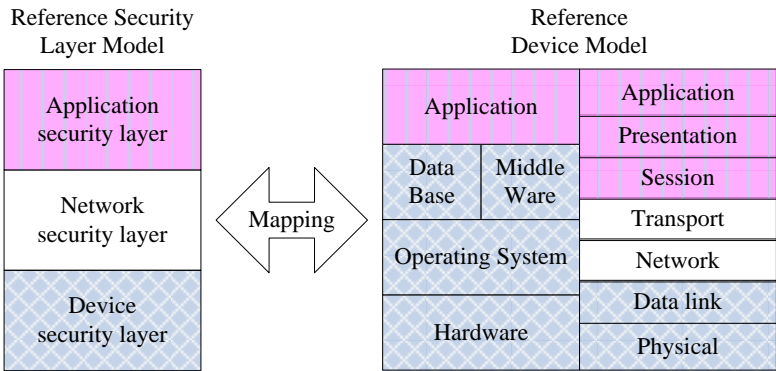 Reference Security
Layer Model
Application
security layer
Network
security layer
Device
security layer
Mapping
Reference
Device Model
Application
Data
Base
Middle
Ware
Operating System
Hardware
Application
Presentation
Session
Transport
Network
Data link
Physical